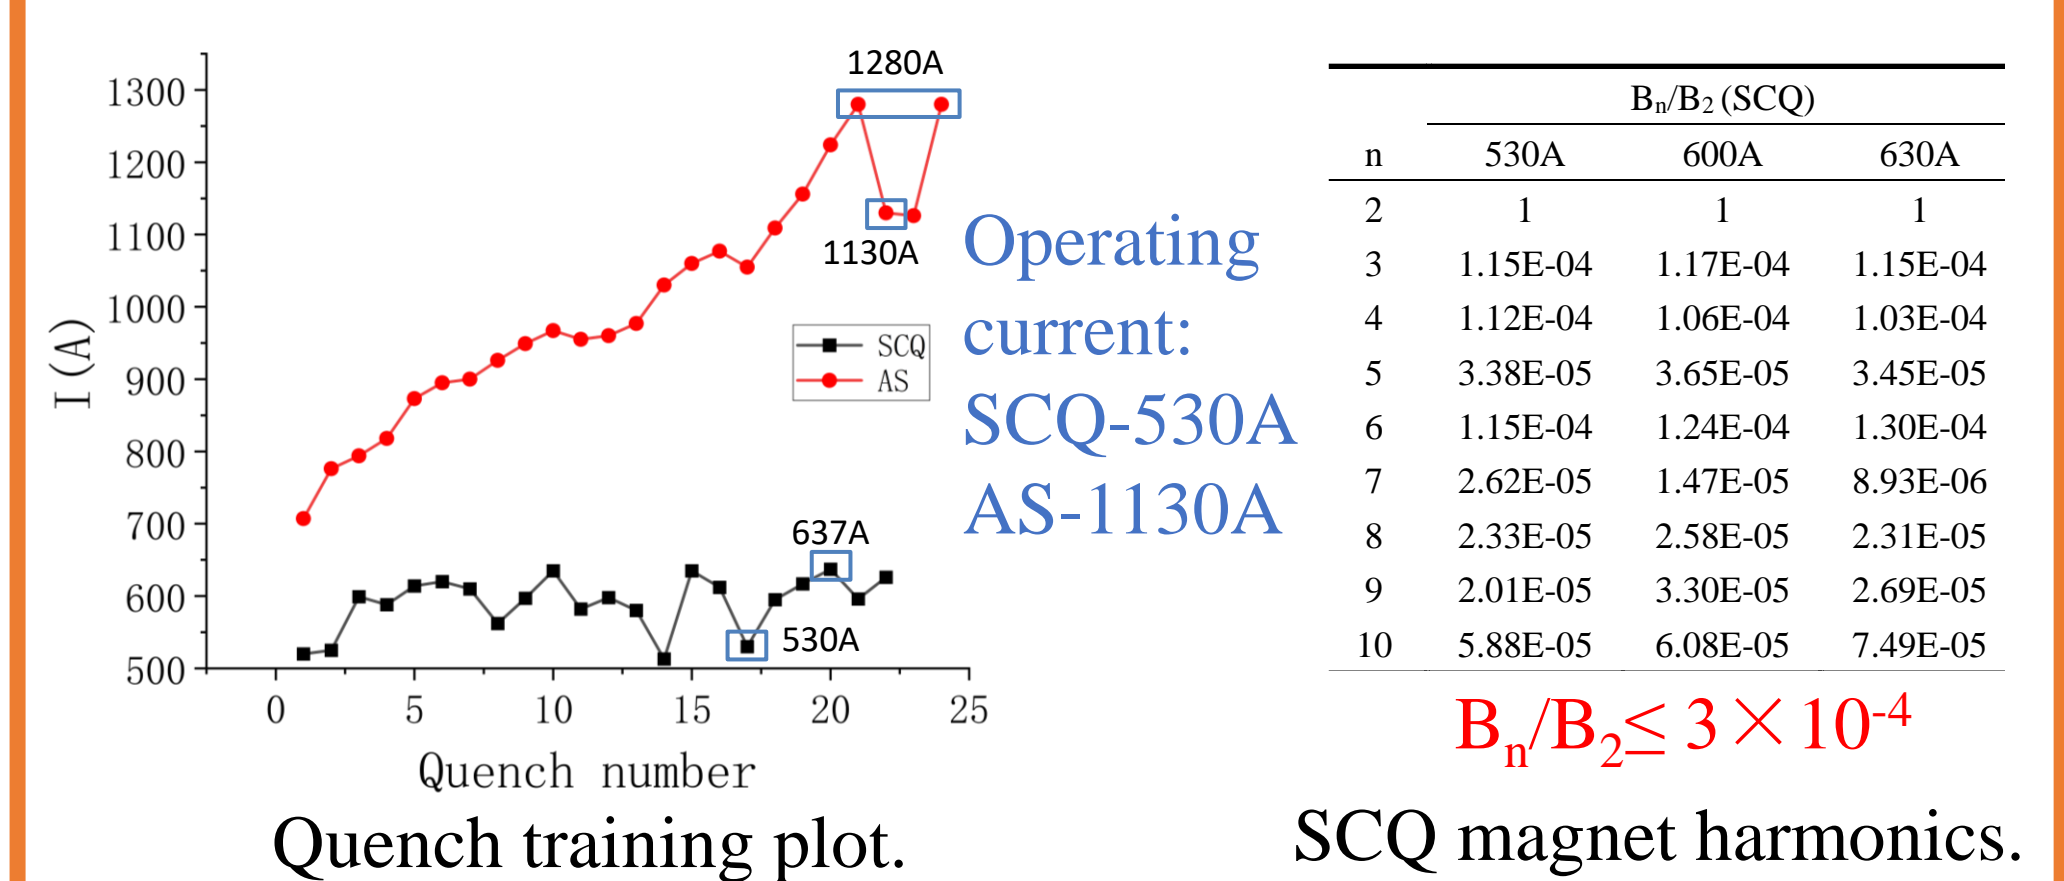 1280A
1300
1200
1100
1000
900
800
700
600
500
I (A)
1130A
SCQ
AS
637A
530A
0 5 10 15 20 25
Quench number
Quench training plot.
Operating
current:
SCQ-530A
AS-1130A
Bn/B2 (SCQ)
n 530A 600A 630A
2 1 1 1
3 1.15E-04 1.17E-04 1.15E-04
4 1.12E-04 1.06E-04 1.03E-04
5 3.38E-05 3.65E-05 3.45E-05
6 1.15E-04 1.24E-04 1.30E-04
7 2.62E-05 1.47E-05 8.93E-06
8 2.33E-05 2.58E-05 2.31E-05
9 2.01E-05 3.30E-05 2.69E-05
10 5.88E-05 6.08E-05 7.49E-05
Bn/B2≤ 3×10-4
SCQ magnet harmonics.